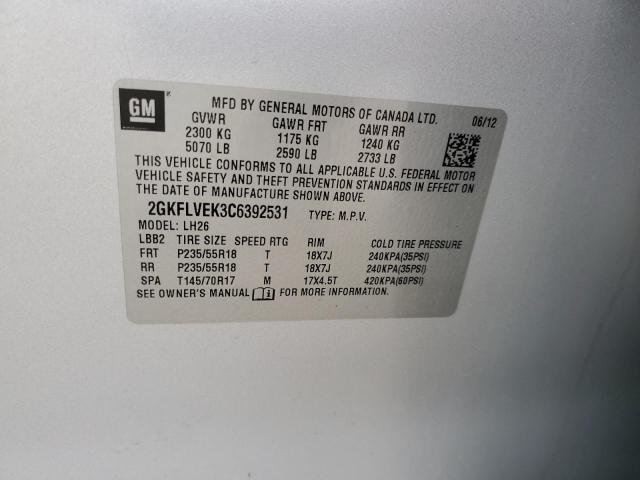 GM
MFD BY GENERAL MOTORS OF CANADA LTD. 06/12
GVWR GAWR FRT GAWR RR
2300 KG 1175 KG 1240 KG
5070 LB 2590 LB 2733 LB
THIS VEHICLE CONFORMS TO ALL APPLICABLE U.S. FEDERAL MOTOR
VEHICLE SAFETY AND THEFT PREVENTION STANDARDS IN EFFECT ON THE
DATE OF MANUFACTURE SHOWN ABOVE.
2GKFLVEK3C6392531 TYPE: M.P.V.
MODEL: LH26
LBB2 TIRE SIZE SPEED RTG RIM COLD TIRE PRESSURE
FRT P235/55R18 T 18X7J 240KPA(35PSI)
RR P235/55R18 T 18X7J 240KPA(35PSI)
SPA T145/70R17 M 17X4.5T 420KPA(60PSI)
SEE OWNER'S MANUAL FOR MORE INFORMATION.